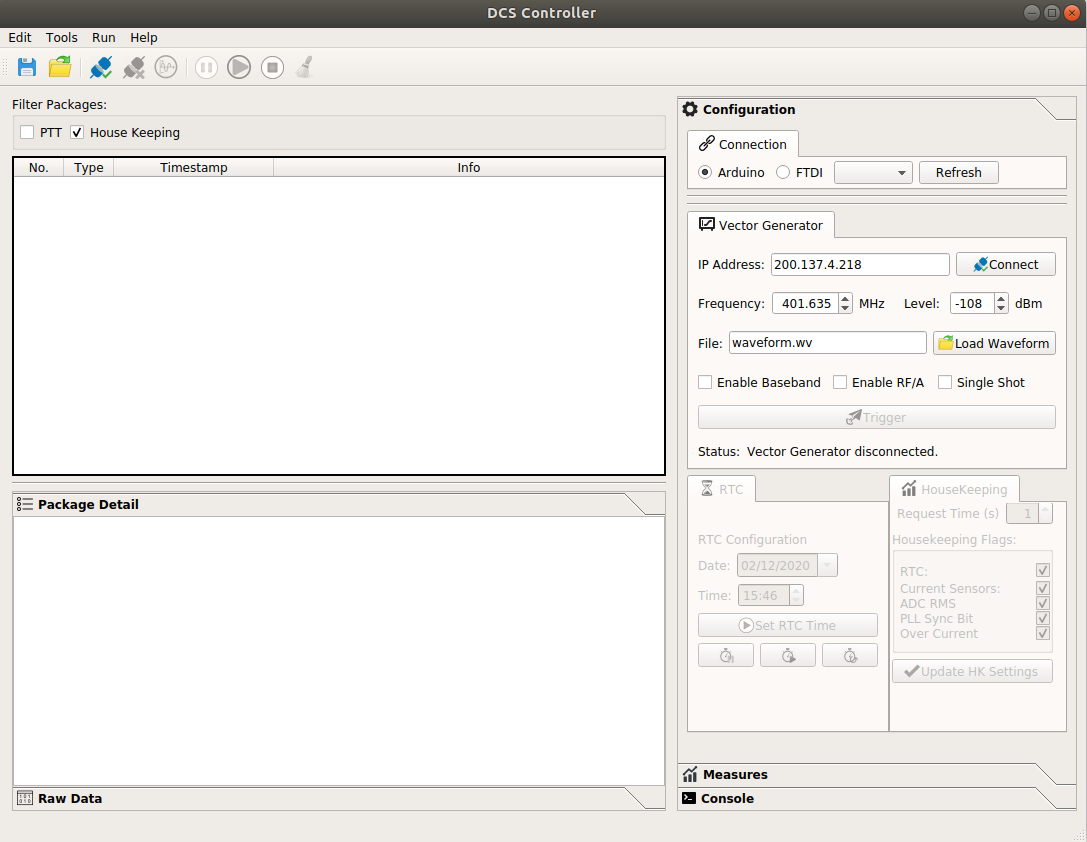 DCS Controller
Edit Tools Run Help
Filter Packages:
PTT House Keeping
No. Type Timestamp Info
Package Detail
Raw Data
Configuration
Connection
Arduino FTDI Refresh
Vector Generator
IP Address: 200.137.4.218 Connect
Frequency: 401.635 MHz Level: -108 dBm
File: waveform.wv Load Waveform
Enable Baseband Enable RF/A Single Shot
Trigger
Status: Vector Generator disconnected.
RTC
RTC Configuration
Date: 02/12/2020
Time: 15:46
Set RTC Time
HouseKeeping
Request Time (s) 1
Housekeeping Flags:
RTC:
Current Sensors:
ADC RMS
PLL Sync Bit
Over Current
Update HK Settings
Measures
Console